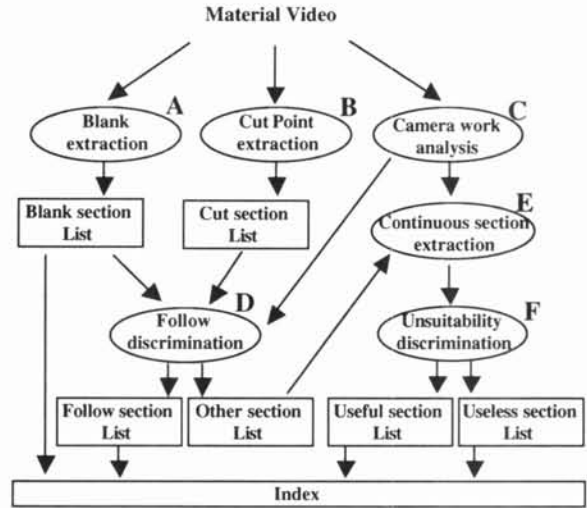 Material Video
A
B
C
Blank
extraction
Cut Point
extraction
Camera work
analysis
E
Blank section
List
Cut section
List
Continuous section
extraction
D
F
Follow
discrimination
Unsuitability
discrimination
Follow section
List
Other section
List
Useful section
List
Useless section
List
Index